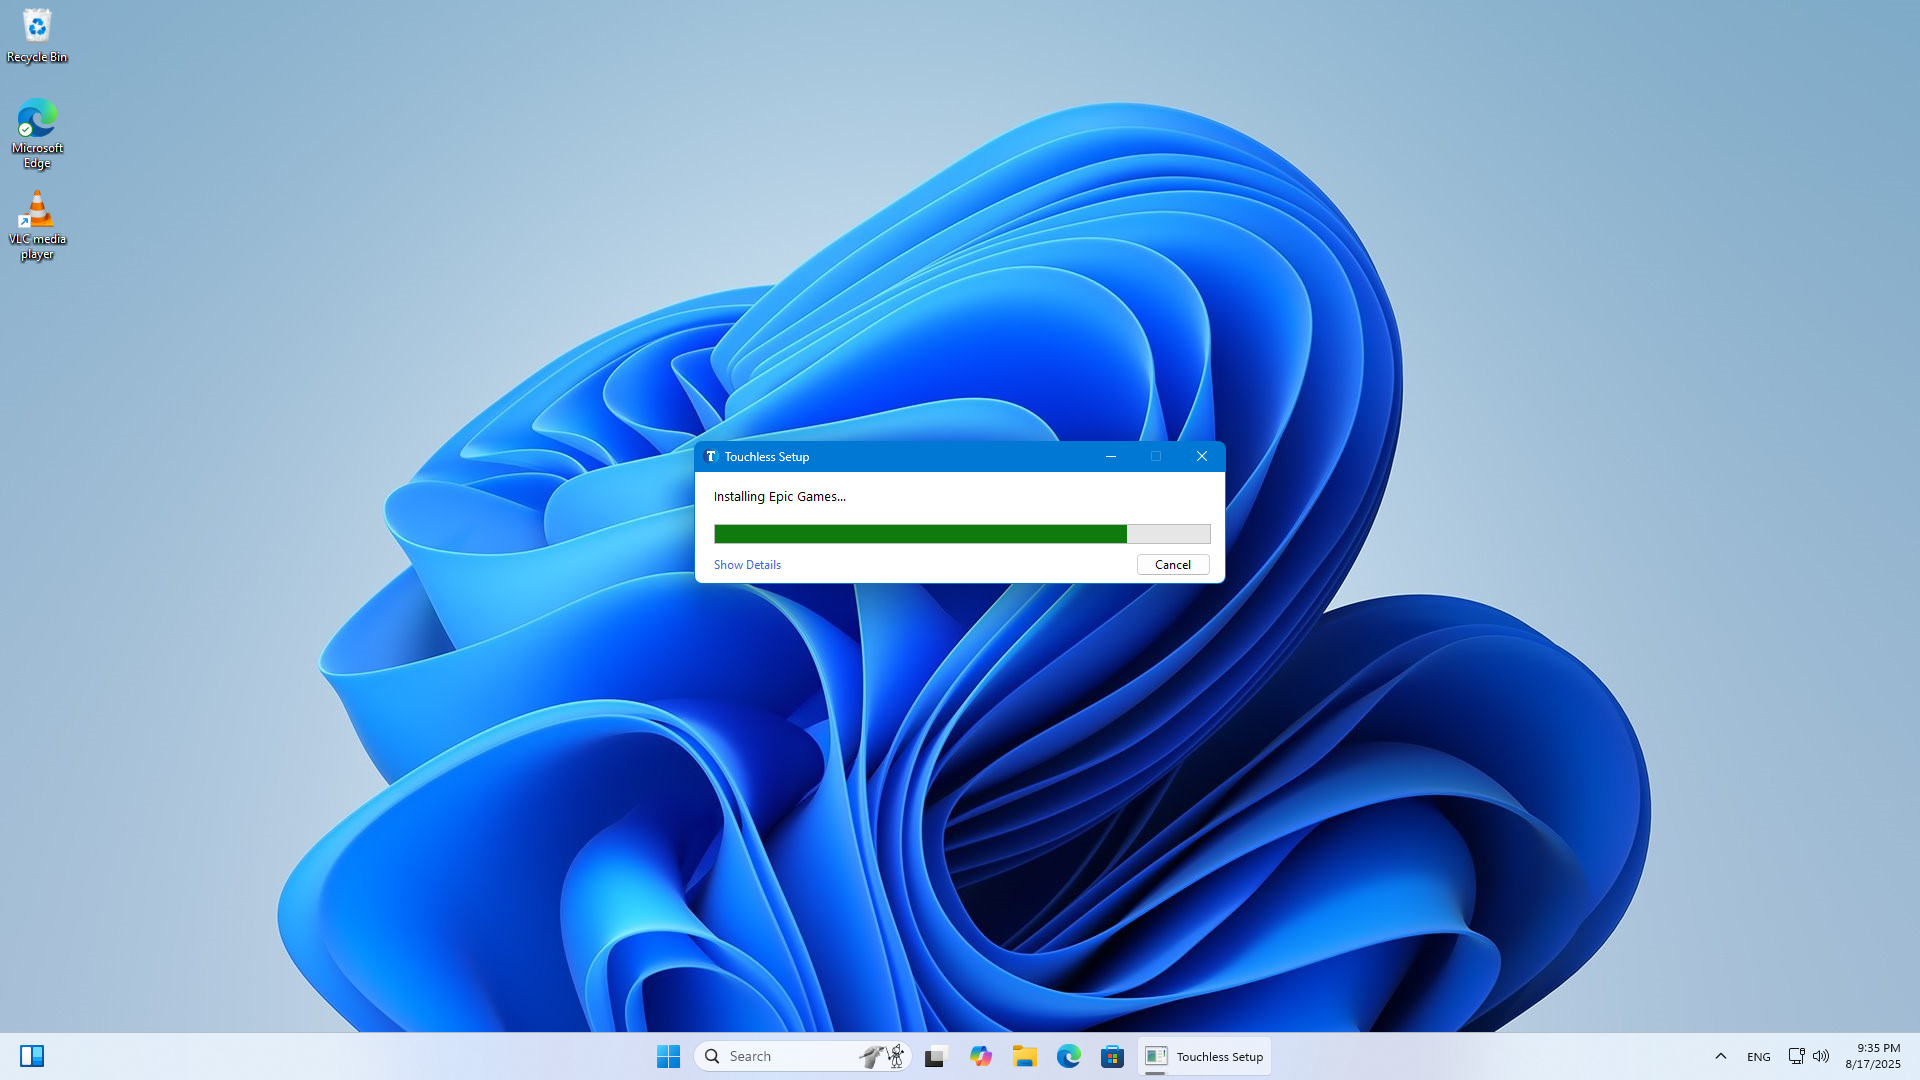 Recycle Bin
Microsoft
Edge
VLC media
player
T Touchless Setup
Installing Epic Games...
Show Details
Cancel
Search
Touchless Setup
ENG
9:35 PM
8/17/2025